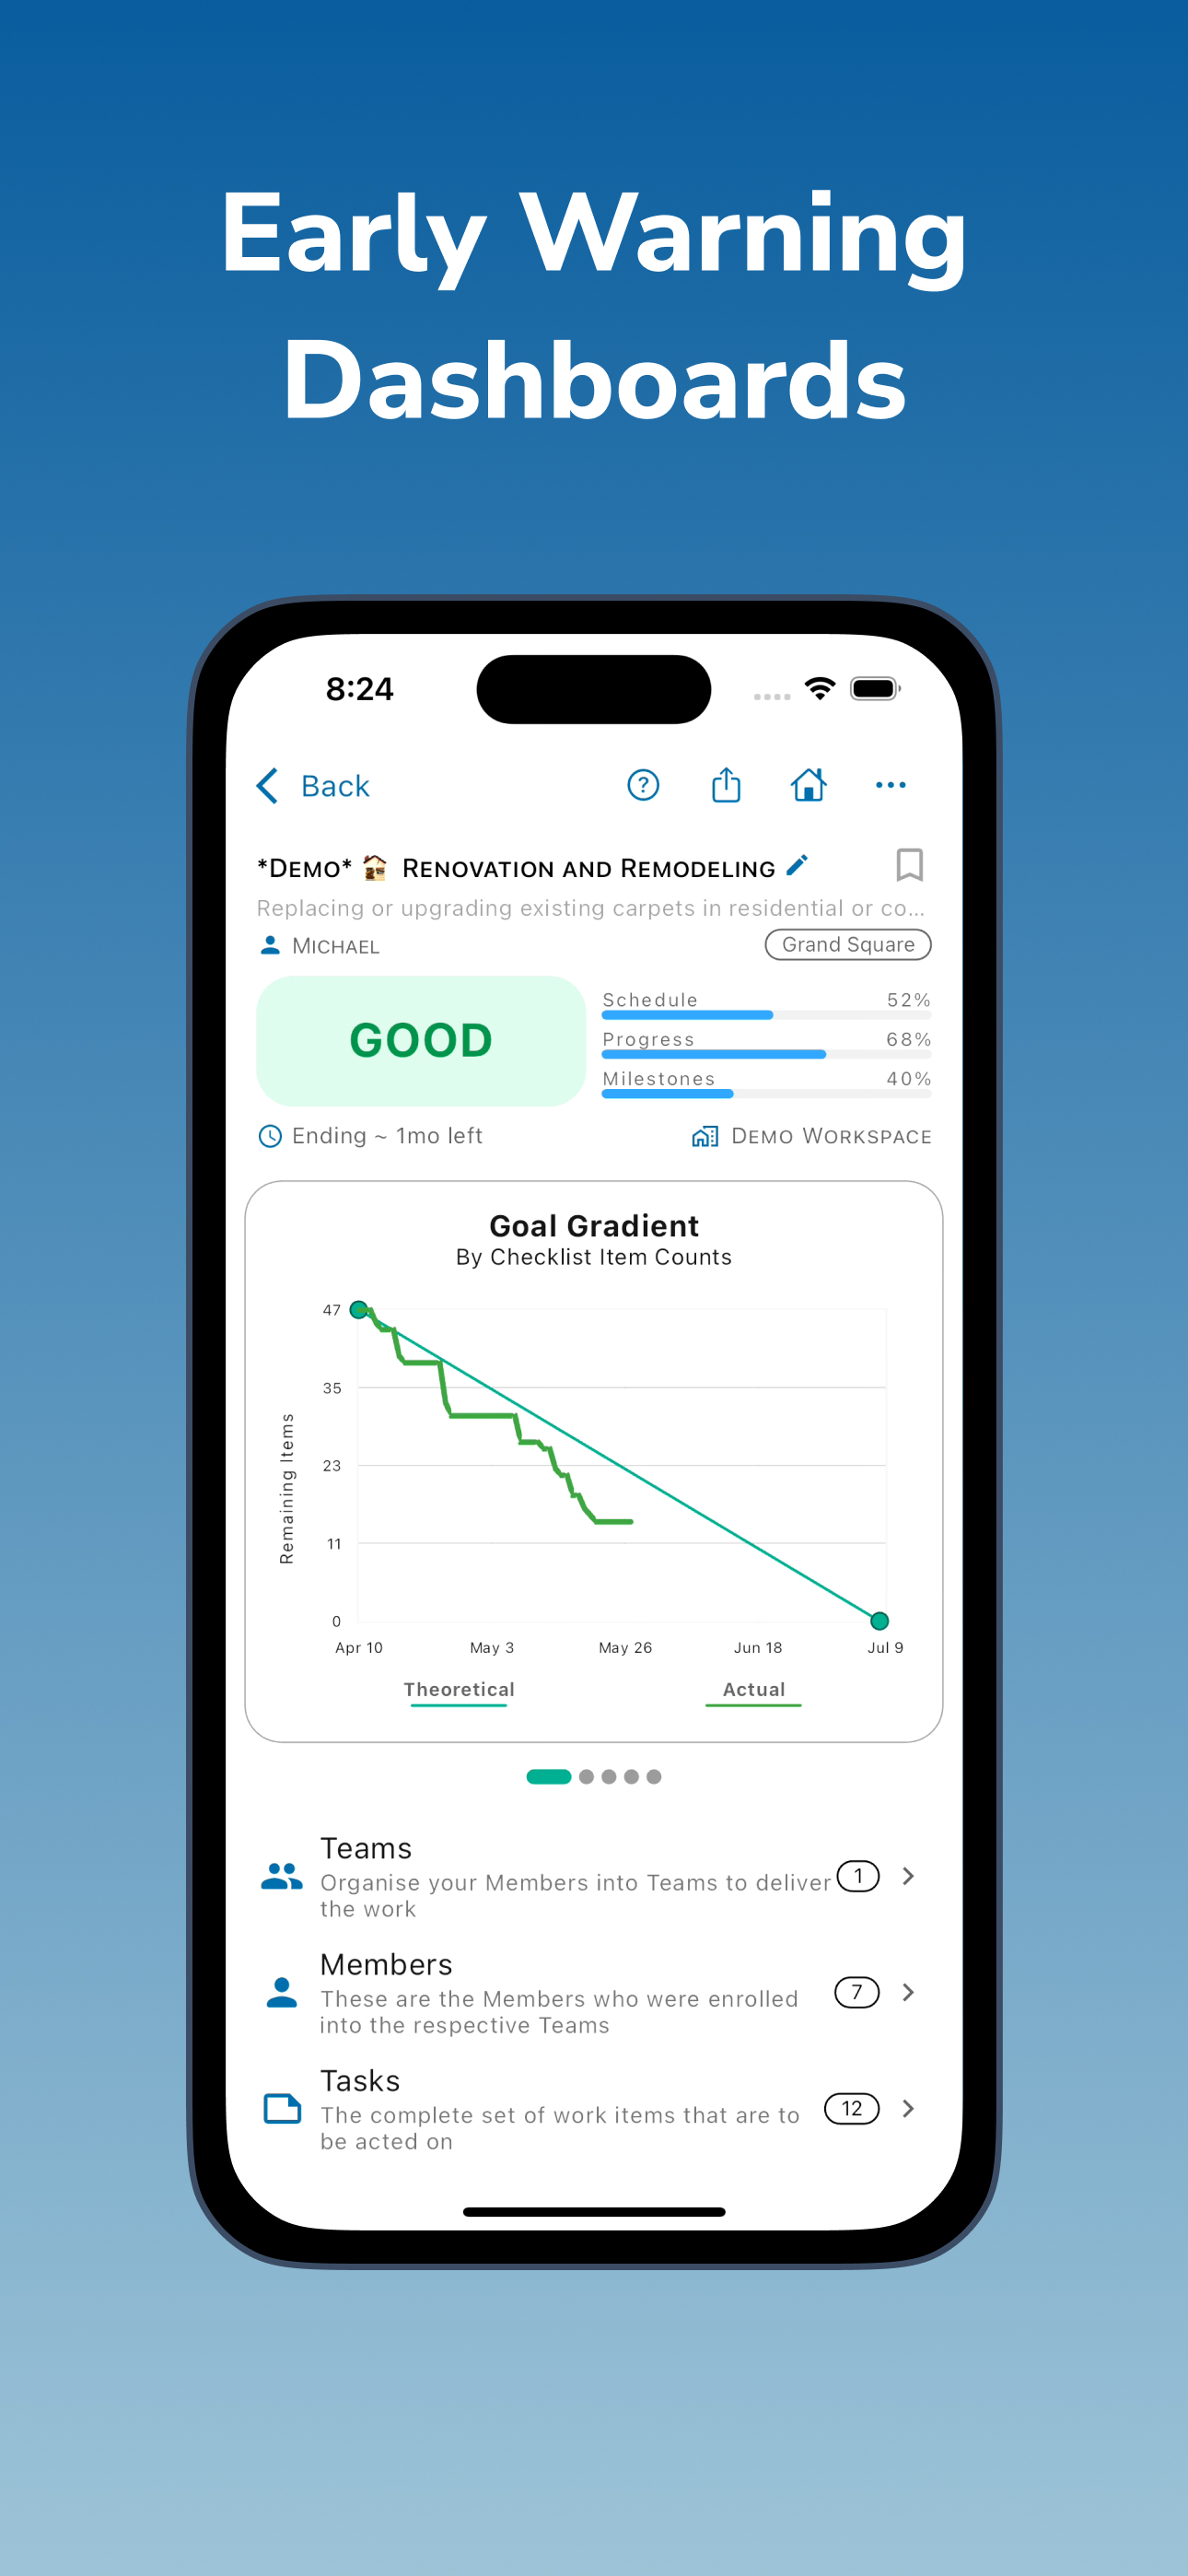 Early Warning
Dashboards
8:24
Back
*DEMO* RENOVATION AND REMODELING
Replacing or upgrading existing carpets in residential or co...
MICHAEL
Grand Square
GOOD
Schedule 52%
Progress 68%
Milestones 40%
Ending ~ 1mo left
DEMO WORKSPACE
Goal Gradient
By Checklist Item Counts
Remaining Items
47
35
23
11
0
Apr 10 May 3 May 26 Jun 18 Jul 9
Theoretical Actual
Teams
Organise your Members into Teams to deliver
the work
1
Members
These are the Members who were enrolled
into the respective Teams
7
Tasks
The complete set of work items that are to
be acted on
12